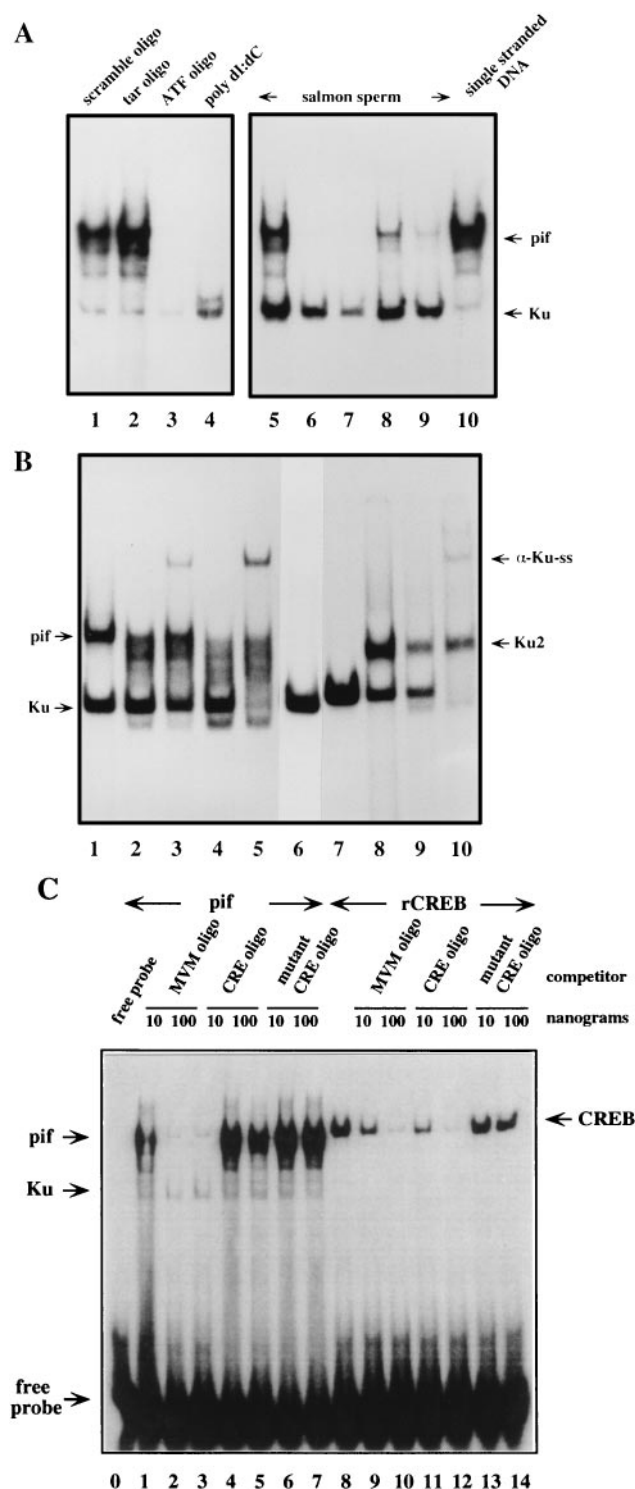 A
scramble oligo
tar oligo
ATF oligo
poly dI:dC
← salmon sperm →
single stranded DNA
← pif
← Ku
1 2 3 4 5 6 7 8 9 10
B
← α-Ku-ss
pif →
← Ku2
Ku →
1 2 3 4 5 6 7 8 9 10
C
pif rCREB
free probe
MVM oligo
CRE oligo
mutant CRE oligo
MVM oligo
CRE oligo
mutant CRE oligo
competitor
10 100 10 100 10 100 10 100 10 100 10 100 nanograms
← CREB
pif →
Ku →
free probe →
0 1 2 3 4 5 6 7 8 9 10 11 12 13 14